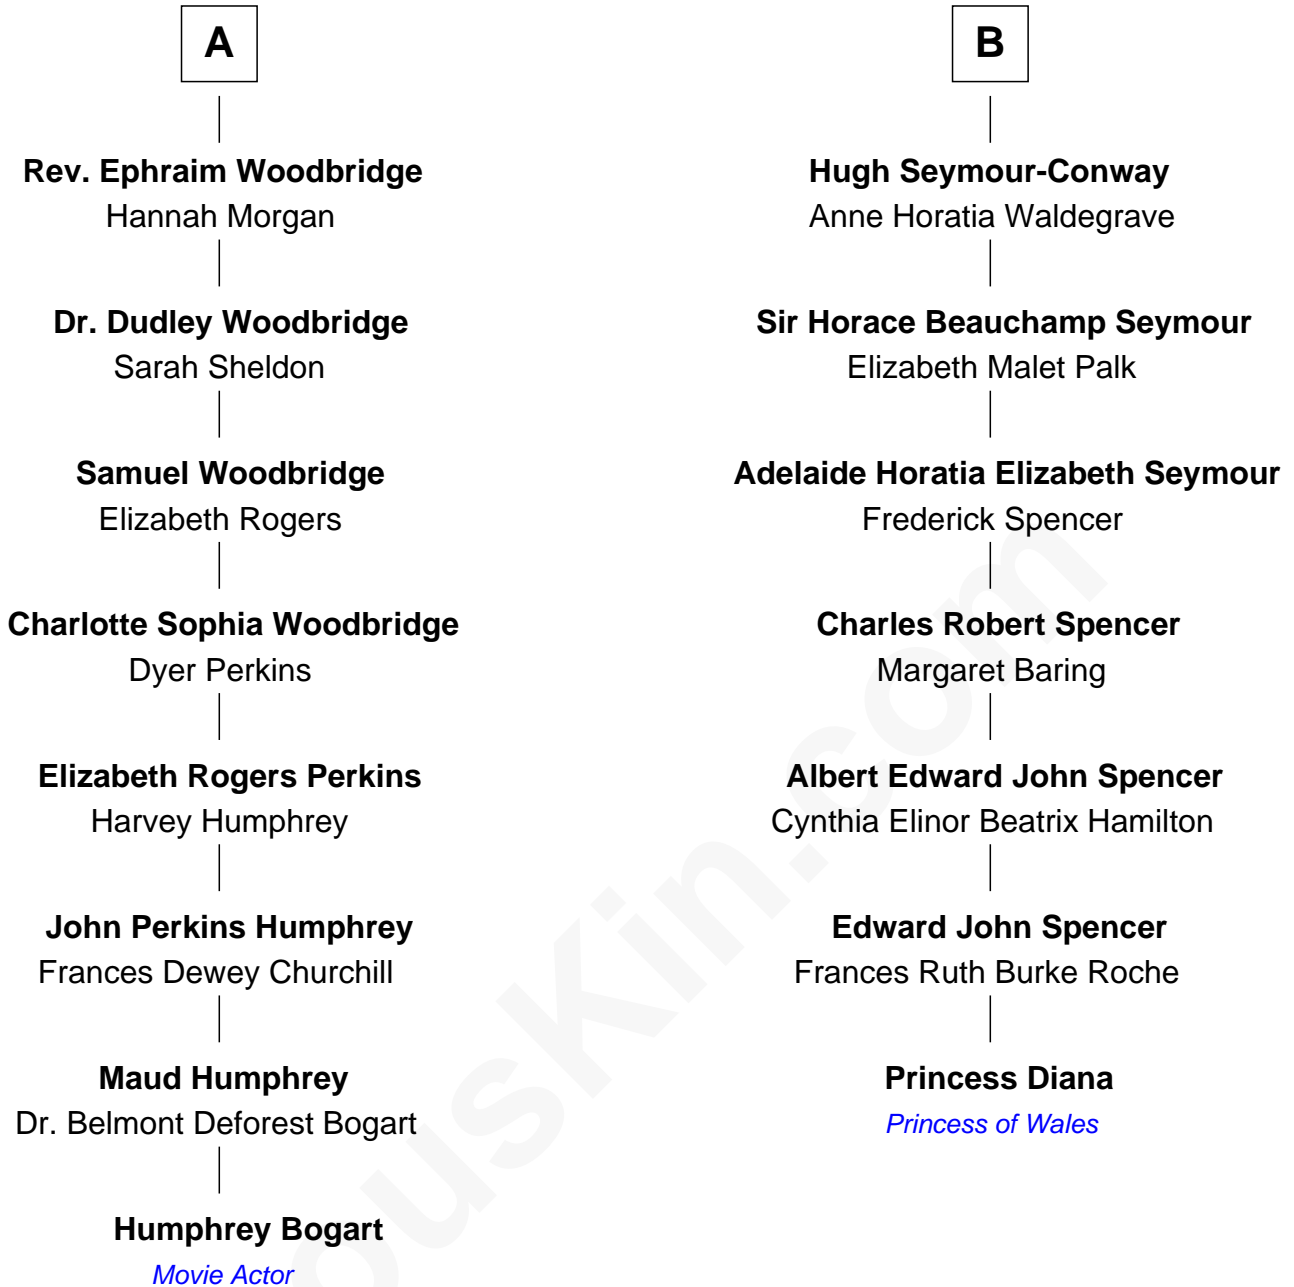 A
Rev. Ephraim Woodbridge
Hannah Morgan
Dr. Dudley Woodbridge
Sarah Sheldon
Samuel Woodbridge
Elizabeth Rogers
Charlotte Sophia Woodbridge
Dyer Perkins
Elizabeth Rogers Perkins
Harvey Humphrey
John Perkins Humphrey
Frances Dewey Churchill
Maud Humphrey
Dr. Belmont Deforest Bogart
Humphrey Bogart
Movie Actor
B
Hugh Seymour-Conway
Anne Horatia Waldegrave
Sir Horace Beauchamp Seymour
Elizabeth Malet Palk
Adelaide Horatia Elizabeth Seymour
Frederick Spencer
Charles Robert Spencer
Margaret Baring
Albert Edward John Spencer
Cynthia Elinor Beatrix Hamilton
Edward John Spencer
Frances Ruth Burke Roche
Princess Diana
Princess of Wales
ousKin.com